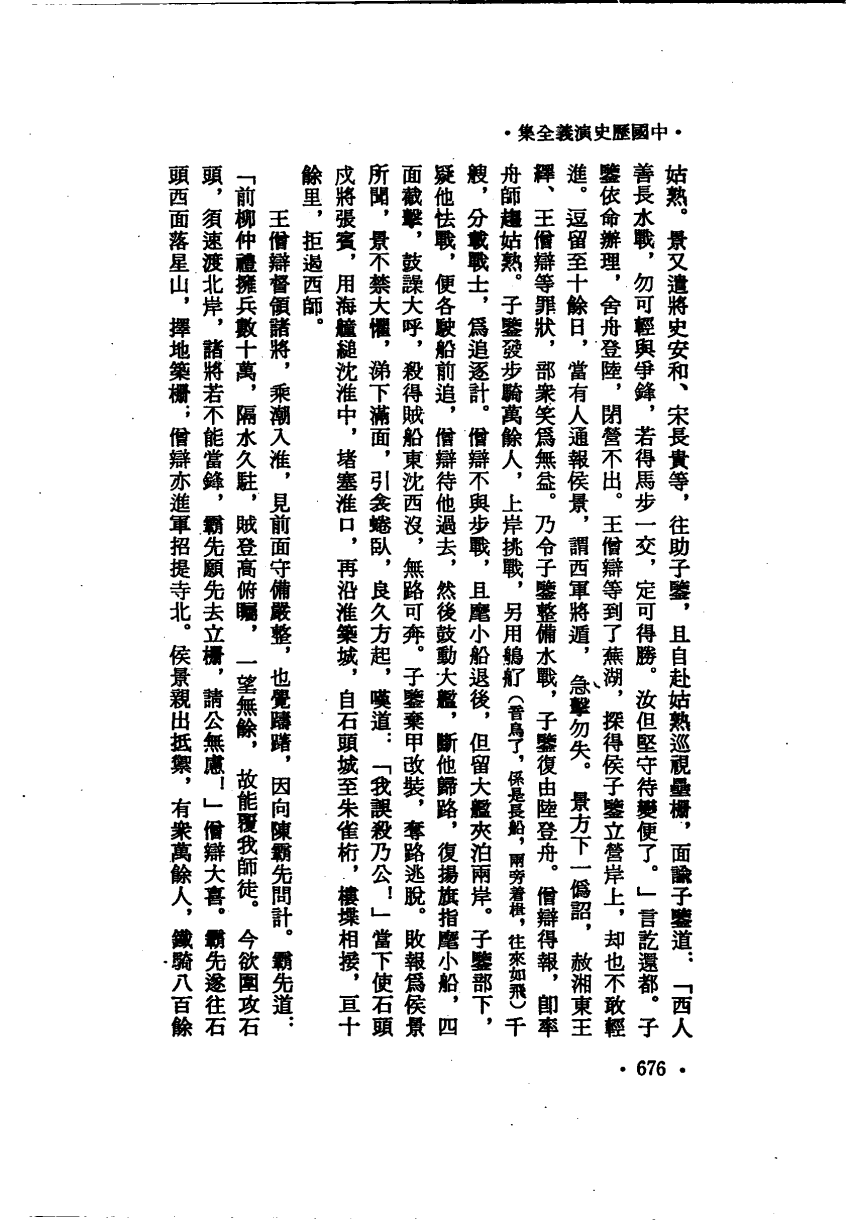 •中國歷史演義全集•
姑熟。景又遣將史安和、宋長貴等，往助子鑒，且自赴姑熟巡視壘柵，面諭子鑒道：「西人
善長水戰，勿可輕與爭鋒，若得馬步一交，定可得勝。汝但堅守待變便了。」言訖還都。子
鑒依命辦理，舍舟登陸，閉營不出。王僧辯等到了蕪湖，探得侯子鑒立營岸上，却也不敢輕
進。逗留至十餘日，當有人通報侯景，謂西軍將遁，急擊勿失。景方下一僞詔，赦湘東王
繹、王僧辯等罪狀，部衆笑爲無益。乃令子鑒整備水戰，子鑒復由陸登舟。僧辯得報，卽率
舟師趨姑熟。子鑒發步騎萬餘人，上岸挑戰，另用鵃䑠（音鳥了，係是長船，兩旁着楫，往來如飛）千
艘，分載戰士，爲追逐計。僧辯不與步戰，且麾小船退後，但留大艦夾泊兩岸。子鑒部下，
疑他怯戰，便各駛船前追，僧辯待他過去，然後鼓動大艦，斷他歸路，復揚旗指麾小船，四
面截擊，鼓譟大呼，殺得賊船東沈西沒，無路可奔。子鑒棄甲改裝，奪路逃脫。敗報爲侯景
所聞，景不禁大懼，涕下滿面，引衾蜷臥，良久方起，嘆道：「我誤殺乃公！」當下使石頭
戍將張賓，用海艟縋沈淮中，堵塞淮口，再沿淮築城，自石頭城至朱雀桁，樓堞相接，亘十
餘里，拒遏西師。
王僧辯督領諸將，乘潮入淮，見前面守備嚴整，也覺躊躇，因向陳霸先問計。霸先道：
「前柳仲禮擁兵數十萬，隔水久駐，賊登高俯矚，一望無餘，故能覆我師徒。今欲圍攻石
頭，須速渡北岸，諸將若不能當鋒，霸先願先去立柵，請公無慮！」僧辯大喜。霸先遂往石
頭西面落星山，擇地築柵；僧辯亦進軍招提寺北。侯景親出抵禦，有衆萬餘人，鐵騎八百餘
• 676 •